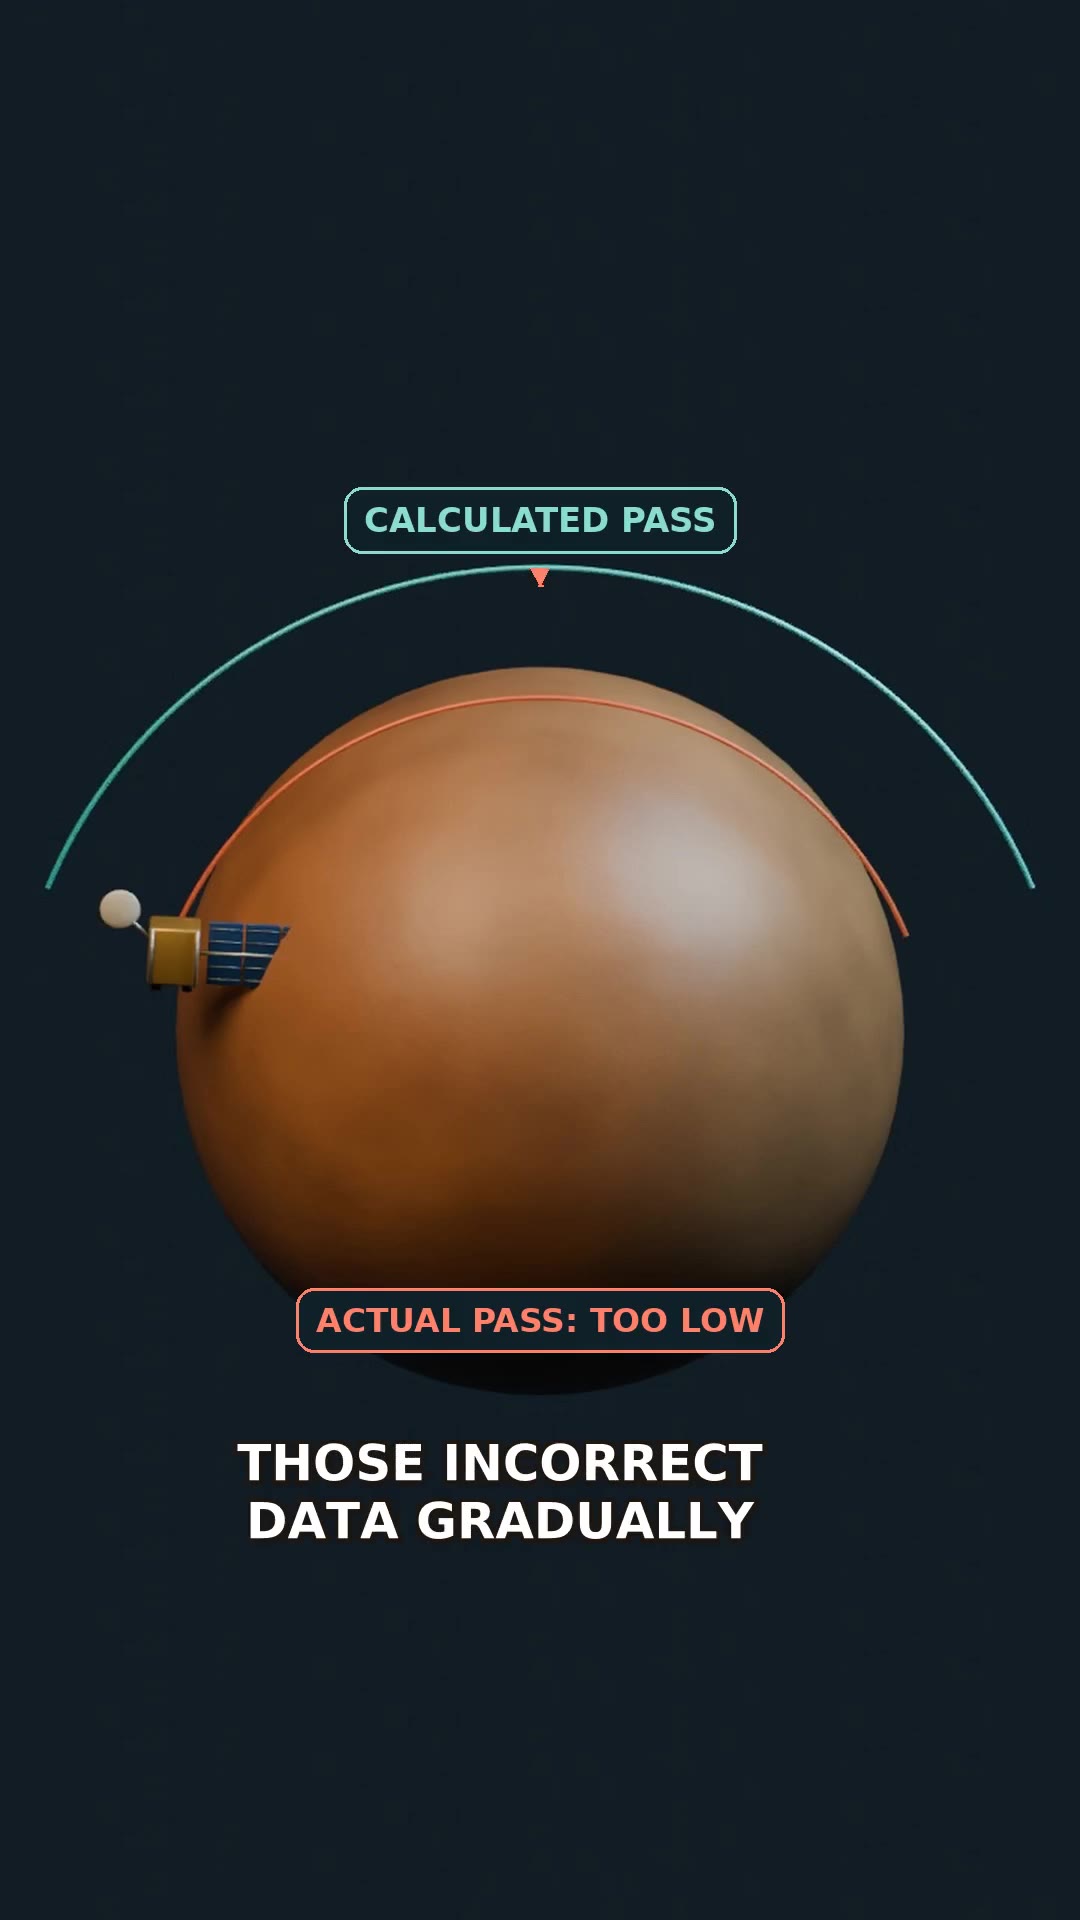 CALCULATED PASS
ACTUAL PASS: TOO LOW
THOSE INCORRECT
DATA GRADUALLY